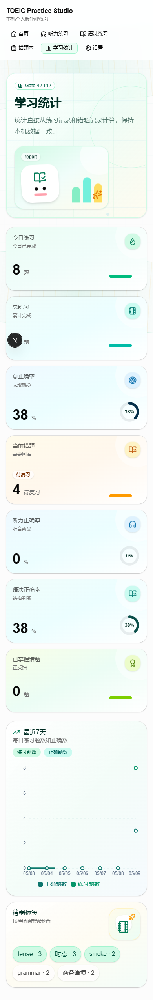 TOEIC Practice Studio
本机个人版托业练习
首页
听力练习
语法练习
错题本
学习统计
设置
Gate 4 / T12
学习统计
统计直接从练习记录和错题记录计算，保持
本机数据一致。
report
今日练习
今日已完成
8 题
总练习
累计完成
N
题
总正确率
表现概览
38 %
38%
当前错题
需要回看
待复习
4 待复习
听力正确率
听音辨义
0 %
0%
语法正确率
结构判断
38 %
38%
已掌握错题
正反馈
0 题
最近7天
每日练习题数和正确数
练习题数
正确题数
8
6
4
2
0
05/03 05/04 05/05 05/06 05/07 05/08 05/09
正确题数 练习题数
薄弱标签
按当前错题聚合
tense · 3
时态 · 3
smoke · 2
grammar · 2
商务语境 · 2